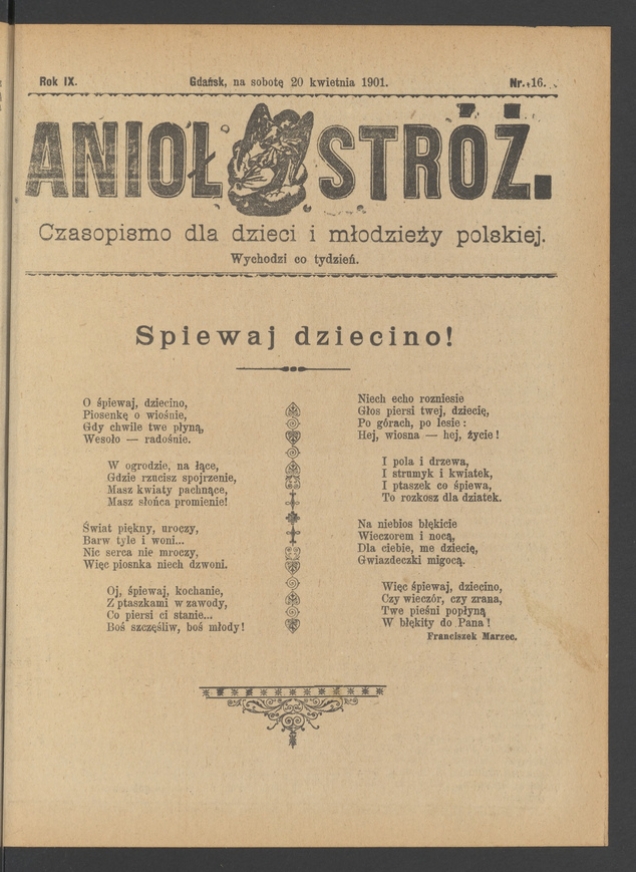 Rok IX.
Gdańsk, na sobotę 20 kwietnia 1901.
Nr. 16.
ANIOŁ STRÓŻ.
Czasopismo dla dzieci i młodzieży polskiej.
Wychodzi co tydzień.
Spiewaj dziecino!
O śpiewaj, dziecino,
Piosenkę o wiośnie,
Gdy chwile twe płyną,
Wesoło — radośnie.
W ogrodzie, na łące,
Gdzie rzucisz spojrzenie,
Masz kwiaty pachnące,
Masz słońca promienie!
Świat piękny, uroczy,
Barw tyle i woni...
Nic serca nie mroczy,
Więc piosnka niech dzwoni.
Oj, śpiewaj, kochanie,
Z ptaszkami w zawody,
Co piersi ci stanie...
Boś szczęśliw, boś młody!
Niech echo rozniesie
Głos piersi twej, dziecię,
Po górach, po lesie:
Hej, wiosna — hej, życie!
I pola i drzewa,
I strumyk i kwiatek,
I ptaszek co śpiewa,
To rozkosz dla dziatek.
Na niebios błękicie
Wieczorem i nocą,
Dla ciebie, me dziecię,
Gwiazdeczki migocą.
Więc śpiewaj, dziecino,
Czy wieczór, czy zrana,
Twe pieśni popłyną
W błękity do Pana!
Franciszek Marzec.